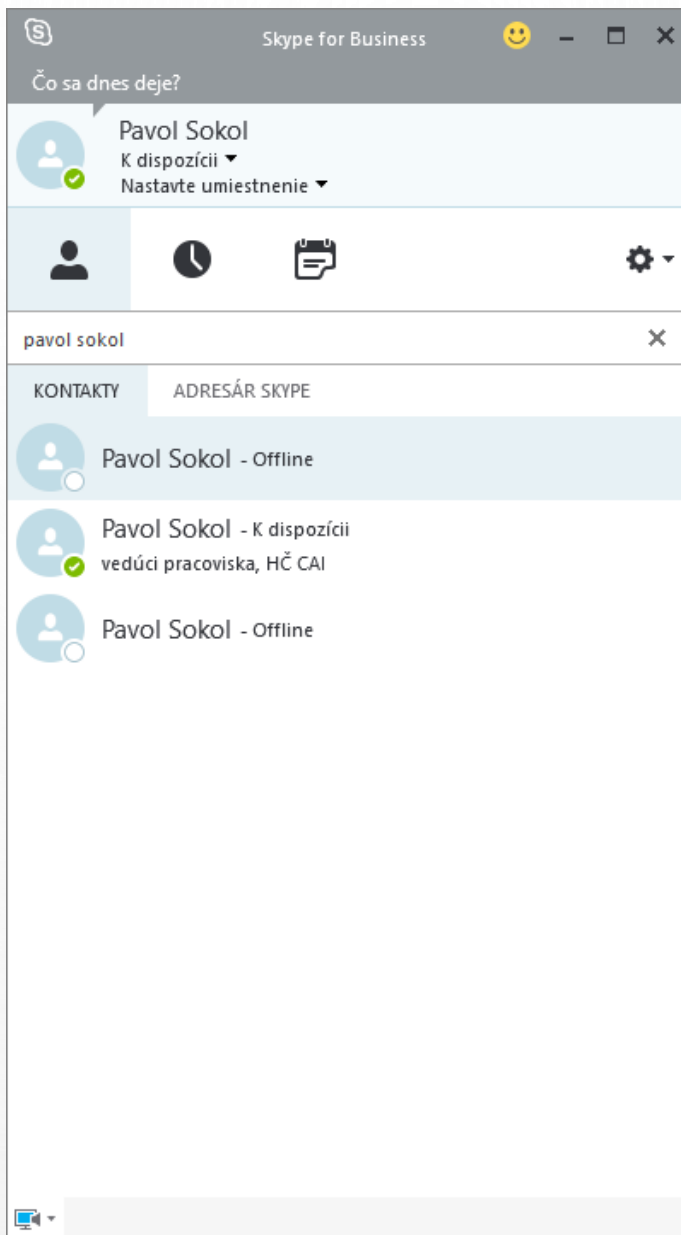 Skype for Business
Čo sa dnes deje?
Pavol Sokol
K dispozícii
Nastavte umiestnenie
pavol sokol
KONTAKTY ADRESÁR SKYPE
Pavol Sokol - Offline
Pavol Sokol - K dispozícii
vedúci pracoviska, HČ CAI
Pavol Sokol - Offline